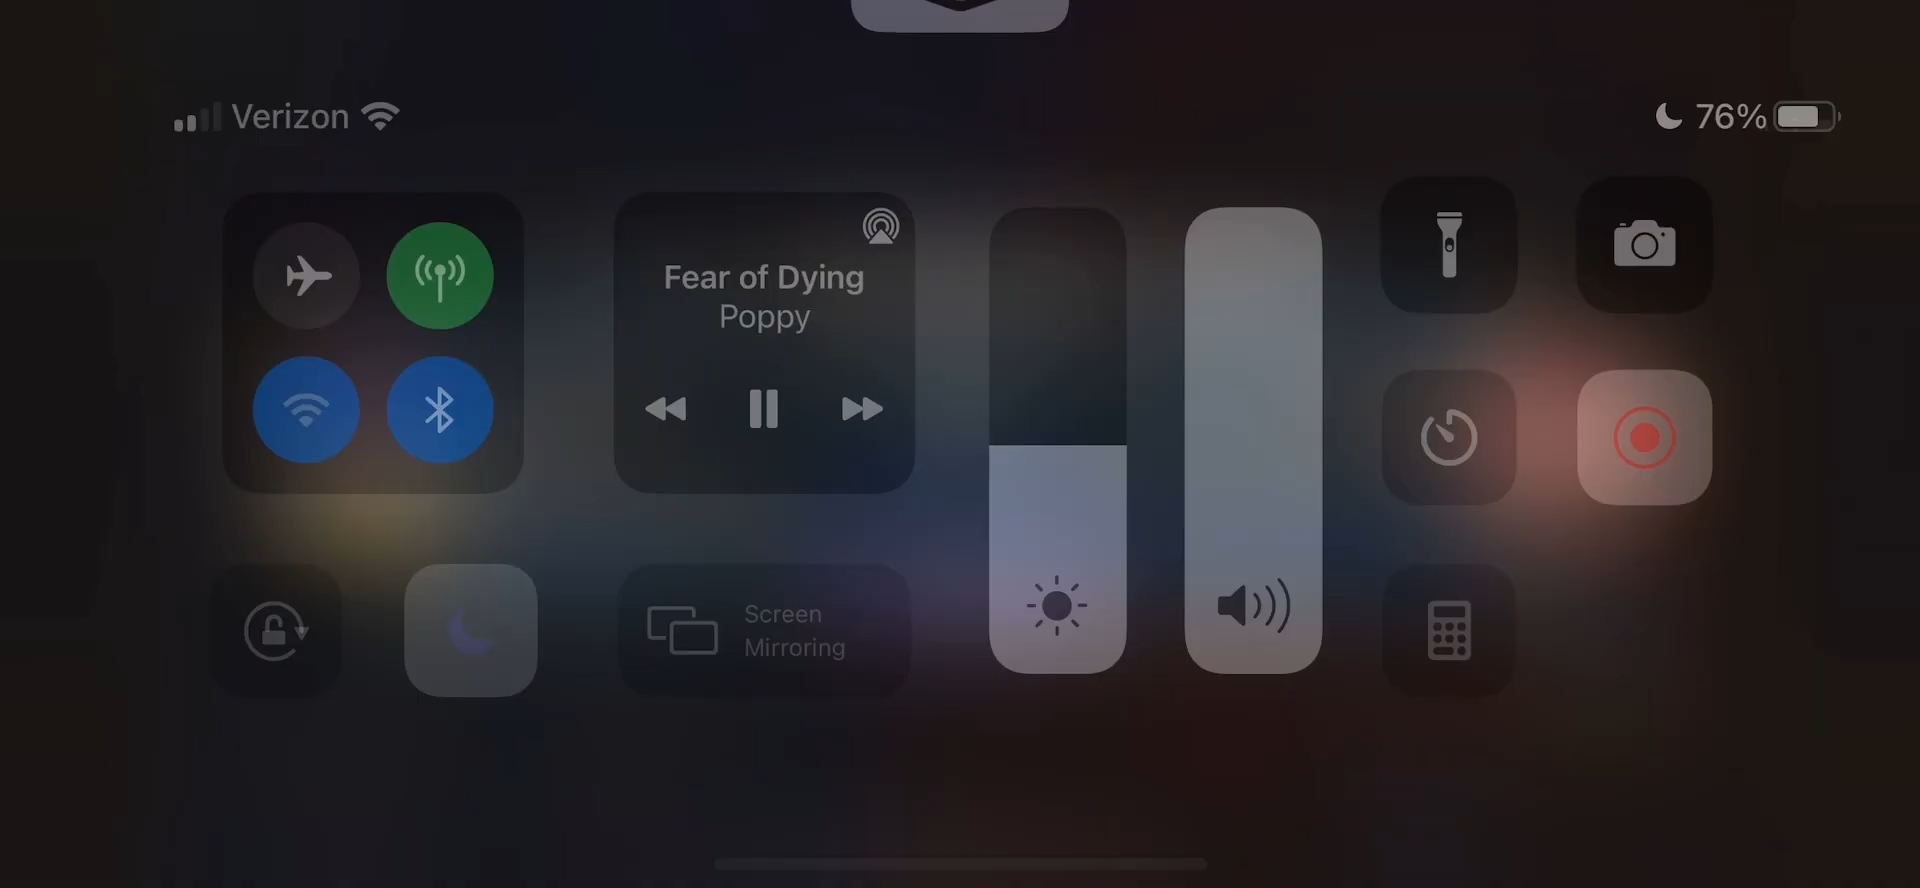 Verizon
76%
Fear of Dying
Poppy
Screen
Mirroring